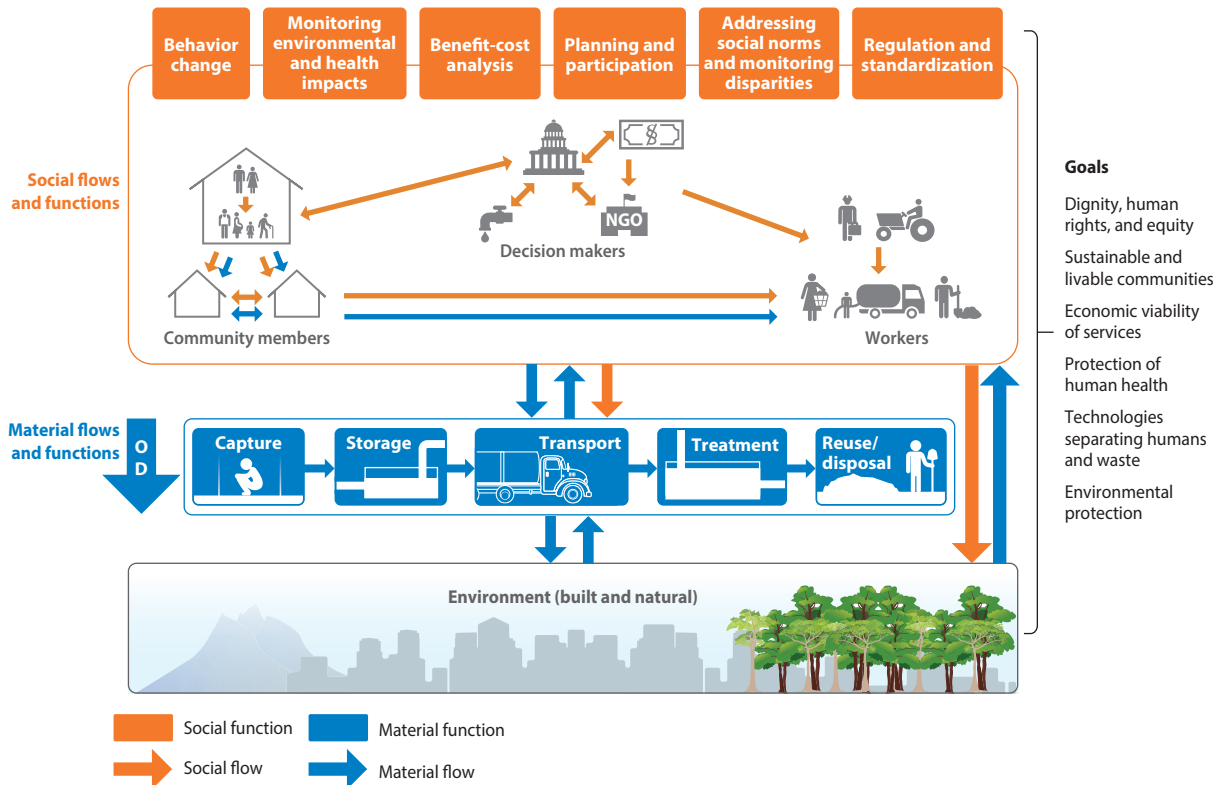 Behavior
change
Monitoring
environmental
and health
impacts
Benefit-cost
analysis
Planning and
participation
Addressing
social norms
and monitoring
disparities
Regulation and
standardization
Social flows
and functions
$
NGO
Decision makers
Community members
Workers
Goals
Dignity, human
rights, and equity
Sustainable and
livable communities
Economic viability
of services
Protection of
human health
Technologies
separating humans
and waste
Environmental
protection
Material flows
and functions
O
D
Capture
Storage
Transport
Treatment
Reuse/
disposal
Environment (built and natural)
Social function
Material function
Social flow
Material flow